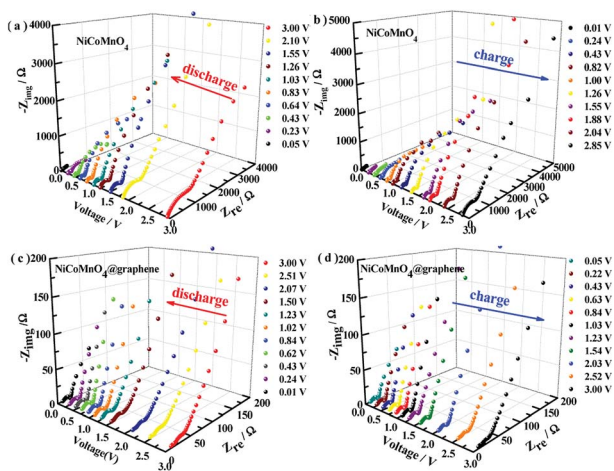 (a)
NiCoMnO4
discharge
-Zimg / Ω
4000
3000
2000
1000
0
0.0
0.5
1.0
1.5
2.0
2.5
3.0
Voltage / V
0
1000
2000
3000
4000
Zre / Ω
3.00 V
2.10 V
1.55 V
1.26 V
1.03 V
0.83 V
0.64 V
0.43 V
0.23 V
0.05 V
(b)
NiCoMnO4
charge
-Zimg / Ω
5000
4000
3000
2000
1000
0
0.0
0.5
1.0
1.5
2.0
2.5
3.0
Voltage / V
0
1000
2000
3000
4000
5000
Zre / Ω
0.01 V
0.24 V
0.43 V
0.82 V
1.00 V
1.26 V
1.55 V
1.88 V
2.04 V
2.85 V
(c)
NiCoMnO4@graphene
discharge
-Zimg / Ω
200
150
100
50
0
0.0
0.5
1.0
1.5
2.0
2.5
3.0
Voltage(V)
0
50
100
150
200
Zre / Ω
3.00 V
2.51 V
2.07 V
1.50 V
1.23 V
1.02 V
0.84 V
0.62 V
0.43 V
0.24 V
0.01 V
(d)
NiCoMnO4@graphene
charge
-Zimg / Ω
200
150
100
50
0
0.0
0.5
1.0
1.5
2.0
2.5
3.0
Voltage / V
0
50
100
150
200
Zre / Ω
0.05 V
0.22 V
0.43 V
0.63 V
0.84 V
1.03 V
1.23 V
1.54 V
2.03 V
2.52 V
3.00 V